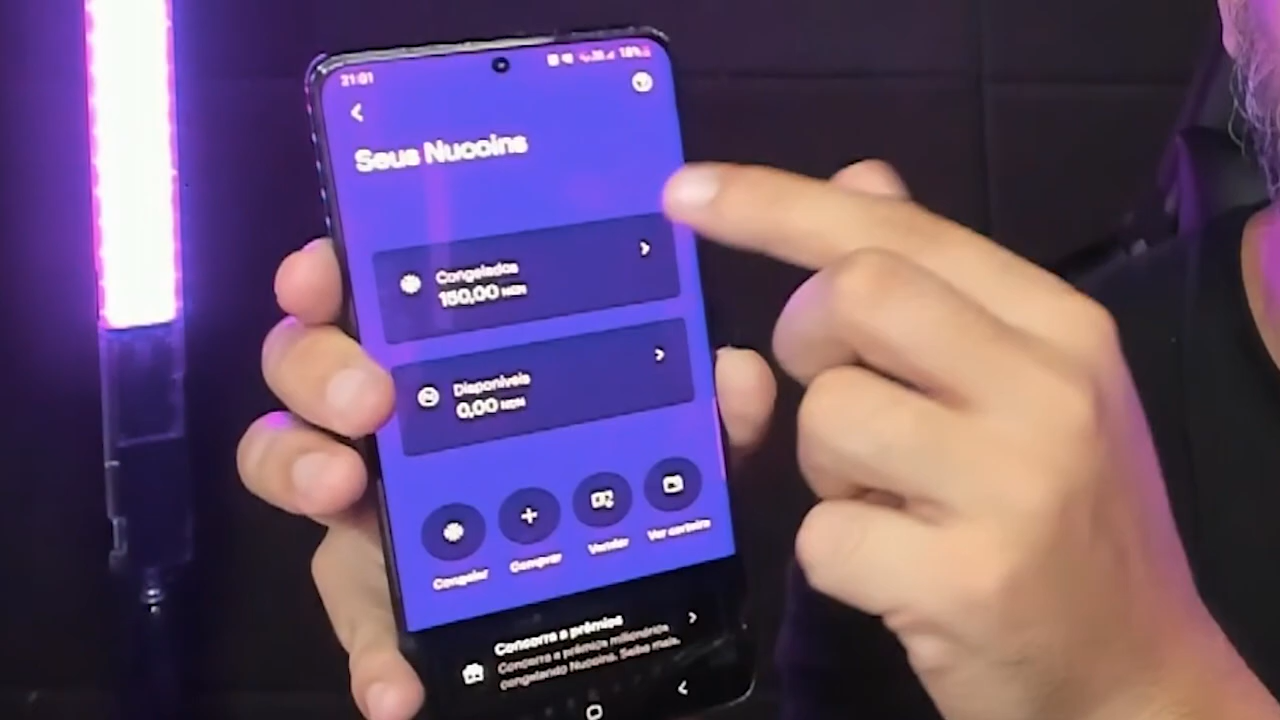 21:01
18%
Seus Nucoins
Congelados
150,00 NCN
Disponíveis
0,00 NCN
Congelar
Comprar
Vender
Ver carteira
Concorra a prêmios
Concorra a prêmios milionários
congelando Nucoins. Saiba mais.